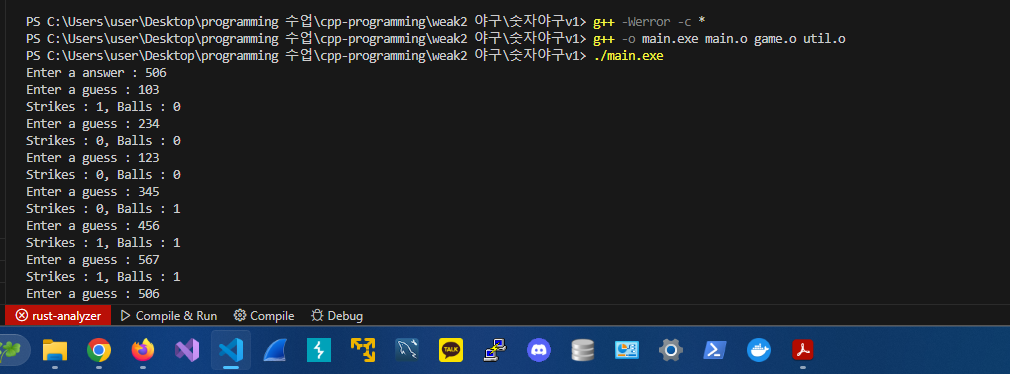 PS C:\Users\user\Desktop\programming 수업\cpp-programming\weak2 야구\숫자야구v1> g++ -Werror -c *
PS C:\Users\user\Desktop\programming 수업\cpp-programming\weak2 야구\숫자야구v1> g++ -o main.exe main.o game.o util.o
PS C:\Users\user\Desktop\programming 수업\cpp-programming\weak2 야구\숫자야구v1> ./main.exe
Enter a answer : 506
Enter a guess : 103
Strikes : 1, Balls : 0
Enter a guess : 234
Strikes : 0, Balls : 0
Enter a guess : 123
Strikes : 0, Balls : 0
Enter a guess : 345
Strikes : 0, Balls : 1
Enter a guess : 456
Strikes : 1, Balls : 1
Enter a guess : 567
Strikes : 1, Balls : 1
Enter a guess : 506
rust-analyzer Compile & Run Compile Debug
TALK